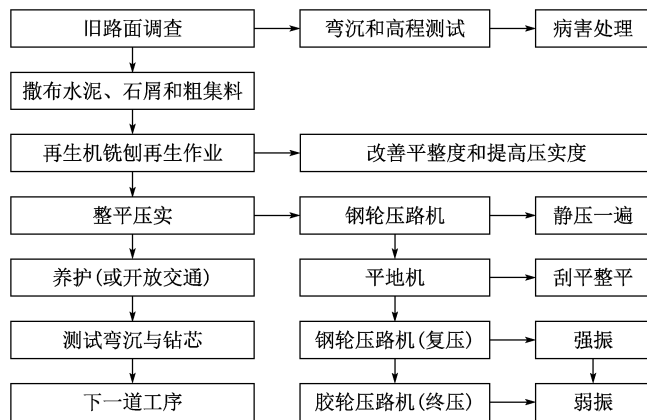 旧路面调查
弯沉和高程测试
病害处理
撒布水泥、石屑和粗集料
再生机铣刨再生作业
改善平整度和提高压实度
整平压实
钢轮压路机
静压一遍
养护(或开放交通)
平地机
刮平整平
测试弯沉与钻芯
钢轮压路机(复压)
强振
下一道工序
胶轮压路机(终压)
弱振